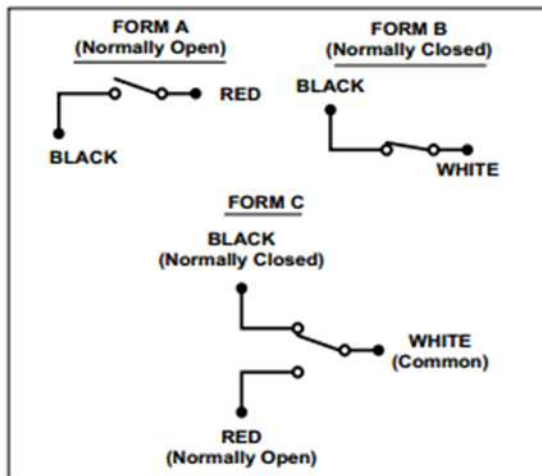 FORM A
(Normally Open)
RED
BLACK
FORM B
(Normally Closed)
BLACK
WHITE
FORM C
BLACK
(Normally Closed)
WHITE
(Common)
RED
(Normally Open)